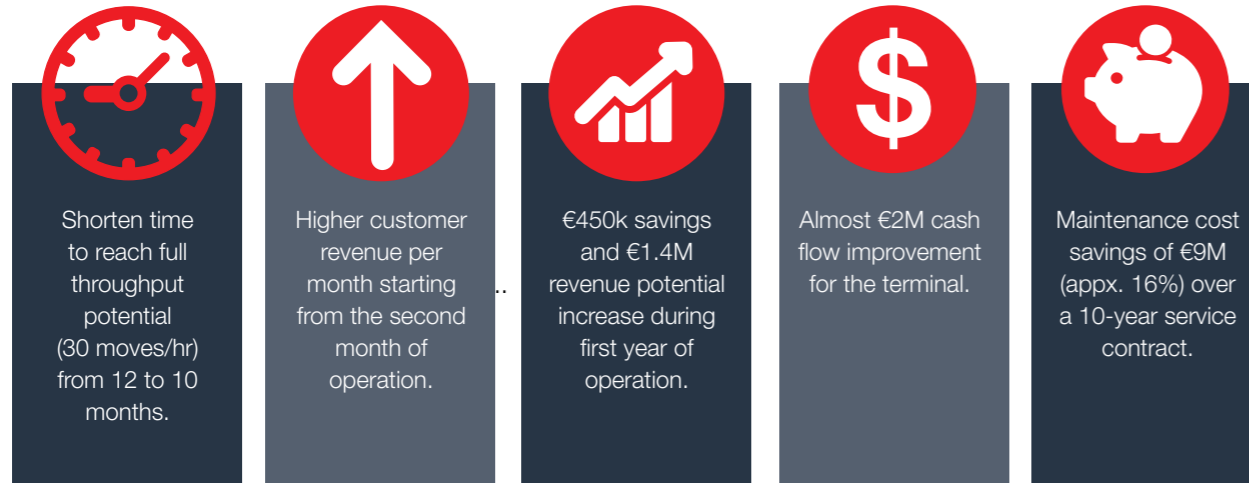 Shorten time
to reach full
throughput
potential
(30 moves/hr)
from 12 to 10
months.
Higher customer
revenue per
month starting
from the second
month of
operation.
..
€450k savings
and €1.4M
revenue potential
increase during
first year of
operation.
$
Almost €2M cash
flow improvement
for the terminal.
Maintenance cost
savings of €9M
(appx. 16%) over
a 10-year service
contract.